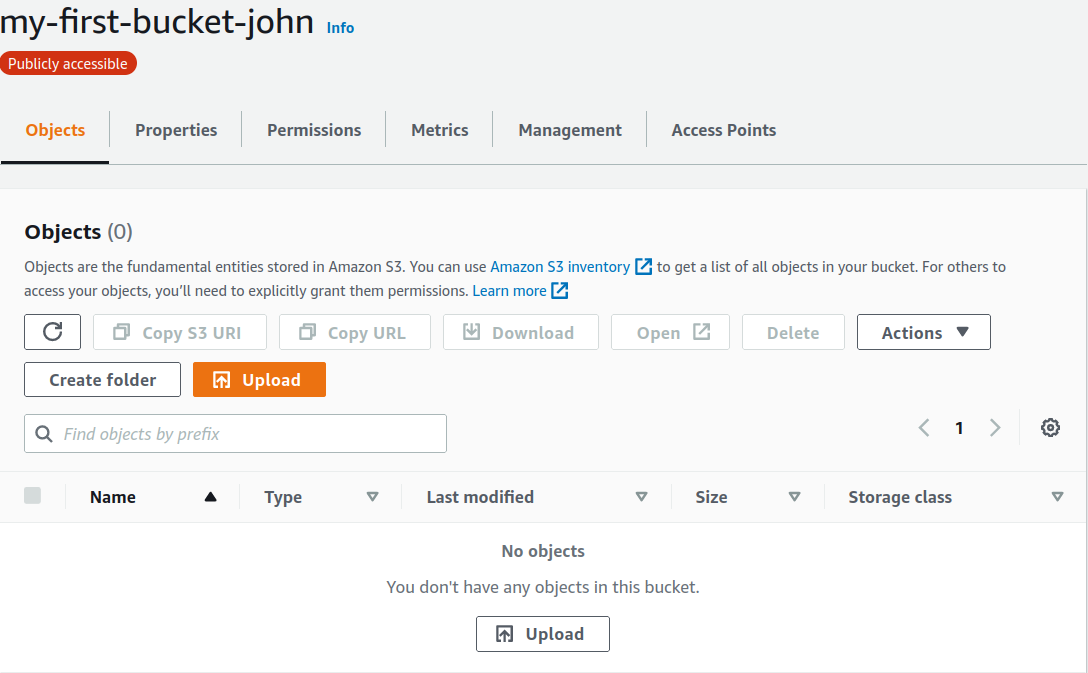 my-first-bucket-john Info
Publicly accessible
Objects Properties Permissions Metrics Management Access Points
Objects (0)
Objects are the fundamental entities stored in Amazon S3. You can use Amazon S3 inventory to get a list of all objects in your bucket. For others to
access your objects, you’ll need to explicitly grant them permissions. Learn more
Copy S3 URI Copy URL Download Open Delete Actions
Create folder Upload
Find objects by prefix 1
Name Type Last modified Size Storage class
No objects
You don't have any objects in this bucket.
Upload